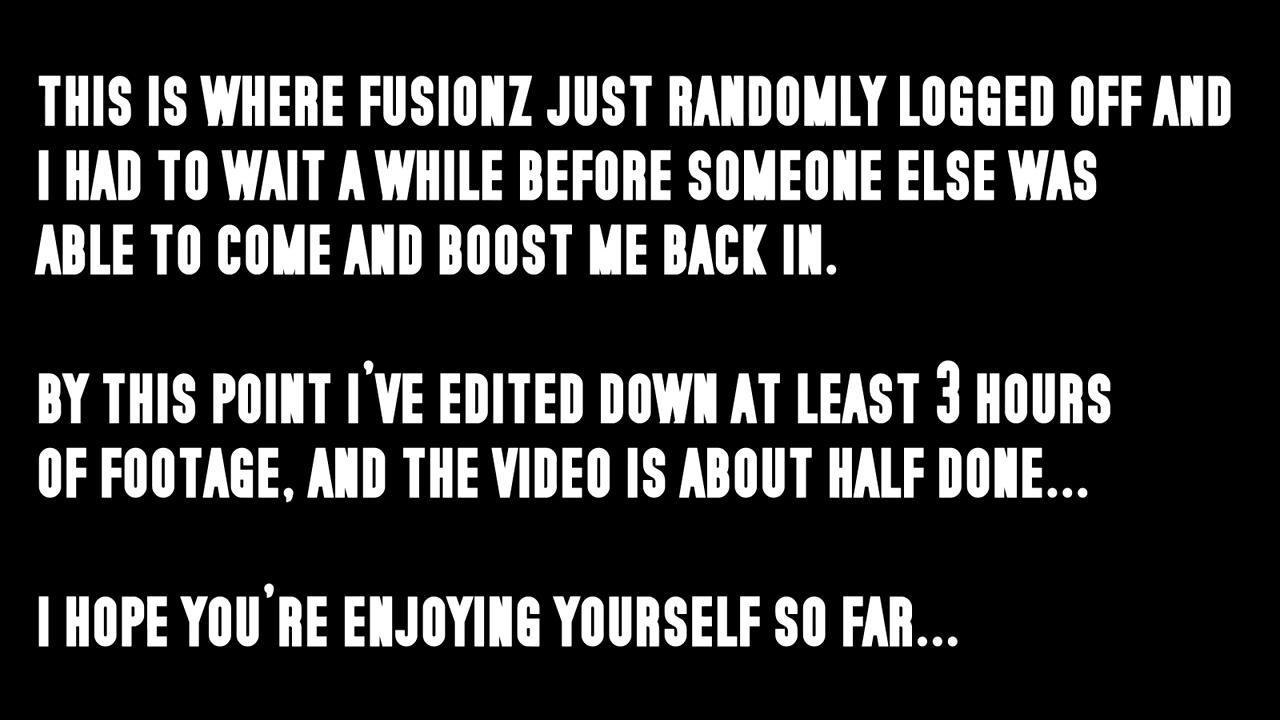 THIS IS WHERE FUSIONZ JUST RANDOMLY LOGGED OFF AND
I HAD TO WAIT A WHILE BEFORE SOMEONE ELSE WAS
ABLE TO COME AND BOOST ME BACK IN.
BY THIS POINT I'VE EDITED DOWN AT LEAST 3 HOURS
OF FOOTAGE, AND THE VIDEO IS ABOUT HALF DONE...
I HOPE YOU'RE ENJOYING YOURSELF SO FAR...